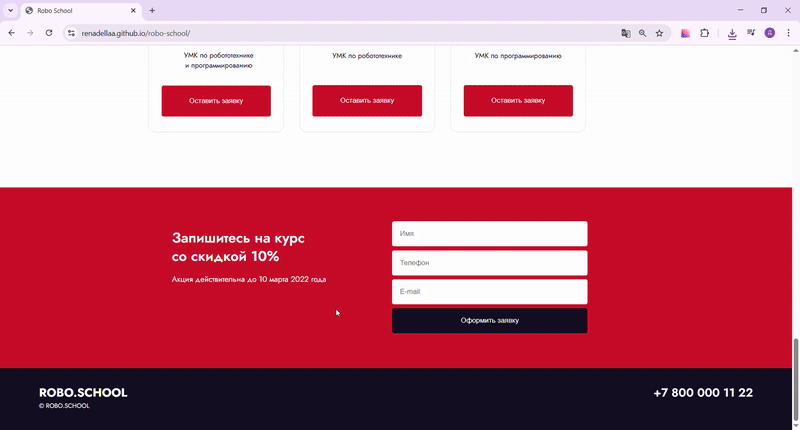 Robo School
renadellaa.github.io/robo-school/
УМК по робототехнике
и программированию
УМК по робототехнике
УМК по программированию
Оставить заявку
Оставить заявку
Оставить заявку
Запишитесь на курс
со скидкой 10%
Акция действительна до 10 марта 2022 года
Имя
Телефон
E-mail
Оформить заявку
ROBO.SCHOOL
© ROBO.SCHOOL
+7 800 000 11 22